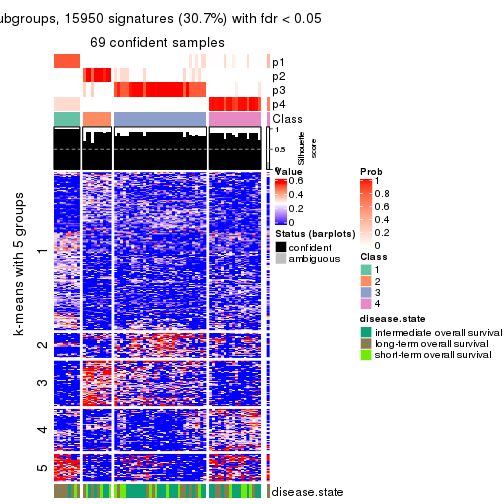 ubgroups, 15950 signatures (30.7%) with fdr < 0.05
69 confident samples
p1
p2
p3
p4
Class
1
0.5
0
Silhouette
score
k-means with 5 groups
1
2
3
4
5
disease.state
Value
0.6
0.4
0.2
0
Status (barplots)
confident
ambiguous
Prob
1
0.8
0.6
0.4
0.2
0
Class
1
2
3
4
disease.state
intermediate overall survival
long-term overall survival
short-term overall survival